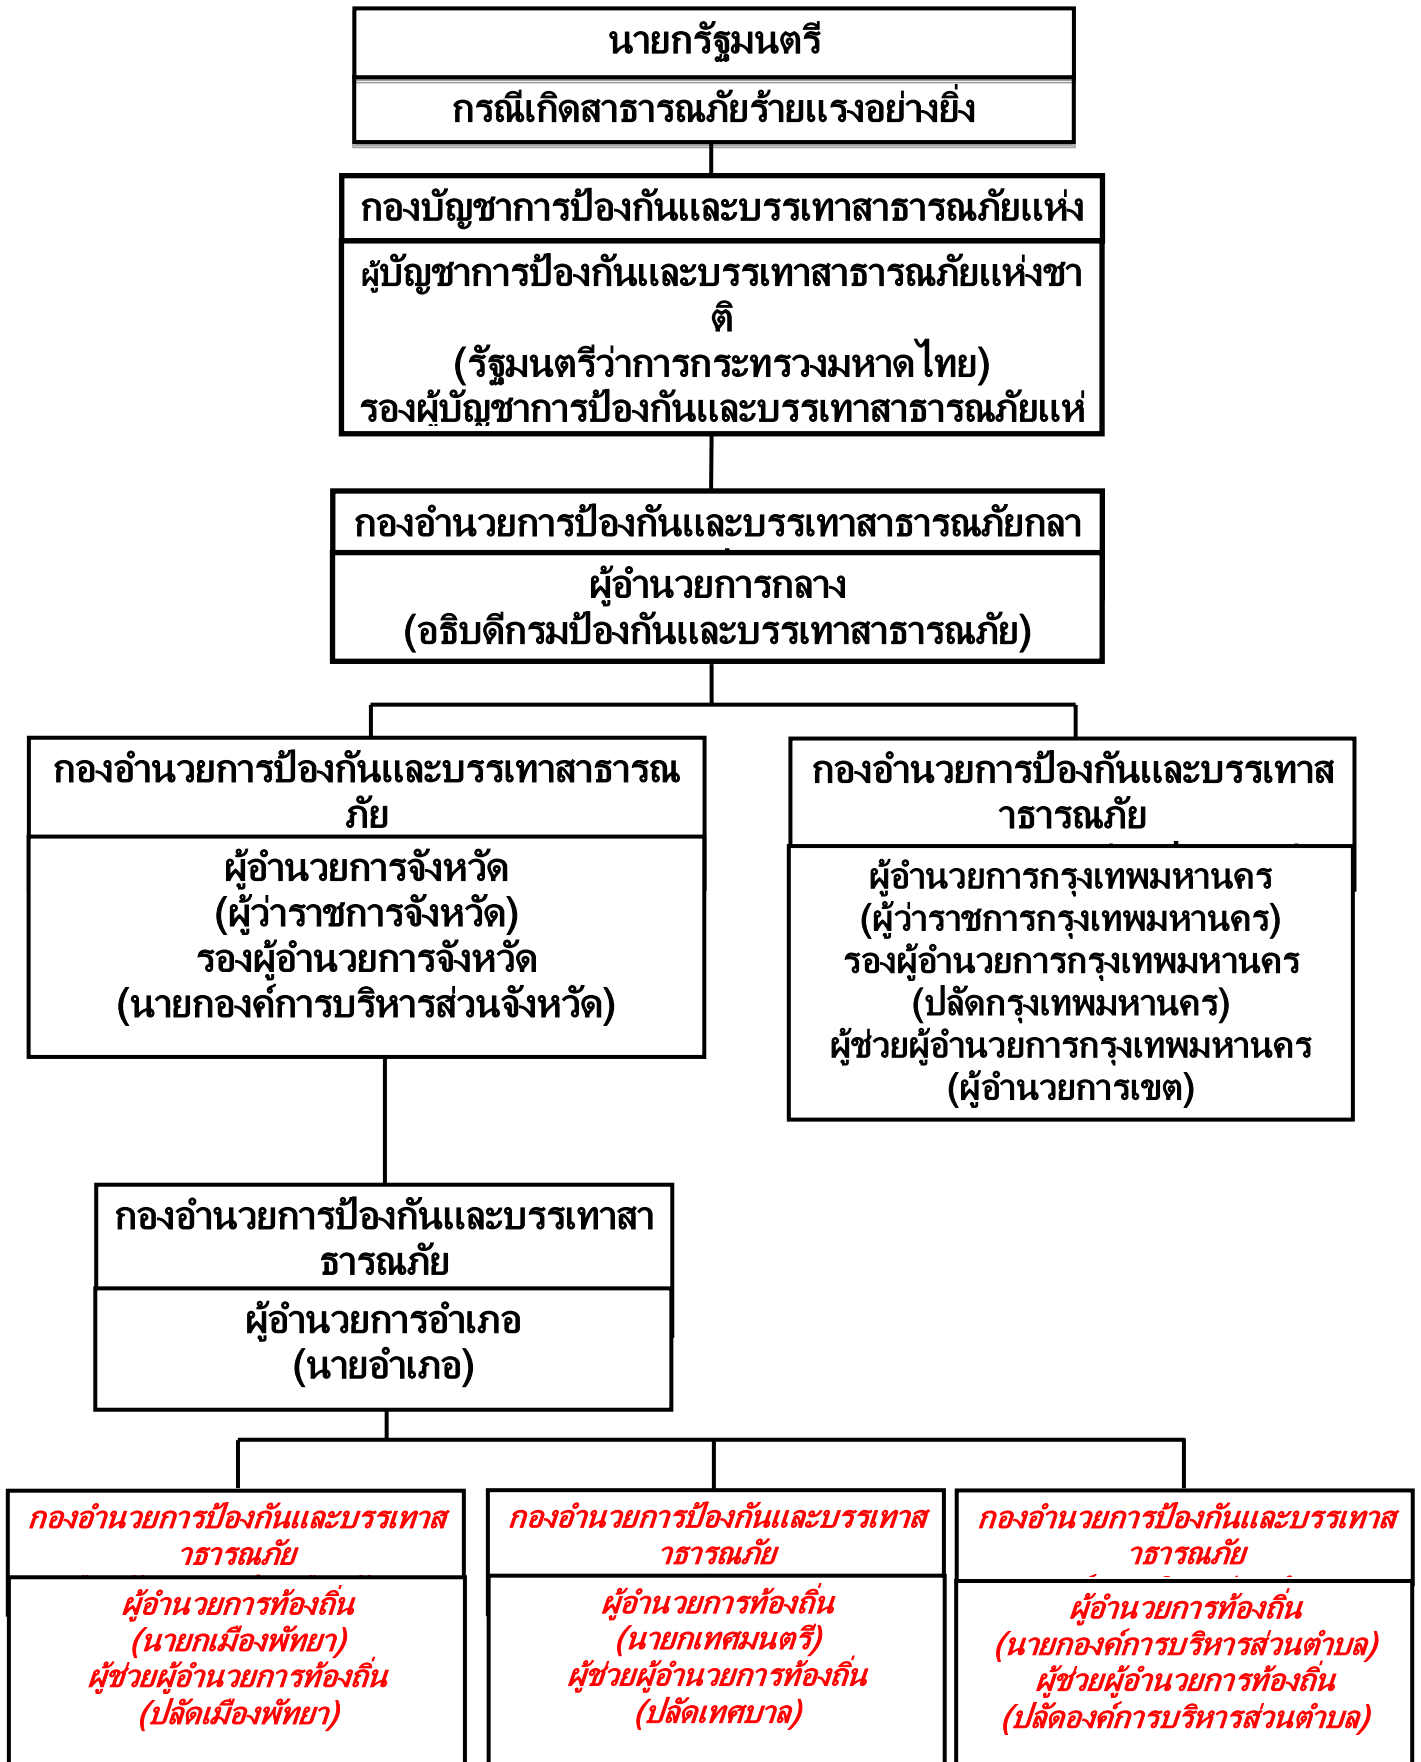 นายกรัฐมนตรี
กรณีเกิดสาธารณภัยร้ายแรงอย่างยิ่ง
กองบัญชาการป้องกันและบรรเทาสาธารณภัยแห่ง
ผู้บัญชาการป้องกันและบรรเทาสาธารณภัยแห่งชา
ติ
(รัฐมนตรีว่าการกระทรวงมหาดไทย)
รองผู้บัญชาการป้องกันและบรรเทาสาธารณภัยแห่
กองอำนวยการป้องกันและบรรเทาสาธารณภัยกลา
ผู้อำนวยการกลาง
(อธิบดีกรมป้องกันและบรรเทาสาธารณภัย)
กองอำนวยการป้องกันและบรรเทาสาธารณ
ภัย
ผู้อำนวยการจังหวัด
(ผู้ว่าราชการจังหวัด)
รองผู้อำนวยการจังหวัด
(นายกองค์การบริหารส่วนจังหวัด)
กองอำนวยการป้องกันและบรรเทาส
าธารณภัย
ผู้อำนวยการกรุงเทพมหานคร
(ผู้ว่าราชการกรุงเทพมหานคร)
รองผู้อำนวยการกรุงเทพมหานคร
(ปลัดกรุงเทพมหานคร)
ผู้ช่วยผู้อำนวยการกรุงเทพมหานคร
(ผู้อำนวยการเขต)
กองอำนวยการป้องกันและบรรเทาสา
ธารณภัย
ผู้อำนวยการอำเภอ
(นายอำเภอ)
กองอำนวยการป้องกันและบรรเทาส
าธารณภัย
ผู้อำนวยการท้องถิ่น
(นายกเมืองพัทยา)
ผู้ช่วยผู้อำนวยการท้องถิ่น
(ปลัดเมืองพัทยา)
กองอำนวยการป้องกันและบรรเทาส
าธารณภัย
ผู้อำนวยการท้องถิ่น
(นายกเทศมนตรี)
ผู้ช่วยผู้อำนวยการท้องถิ่น
(ปลัดเทศบาล)
กองอำนวยการป้องกันและบรรเทาส
าธารณภัย
ผู้อำนวยการท้องถิ่น
(นายกองค์การบริหารส่วนตำบล)
ผู้ช่วยผู้อำนวยการท้องถิ่น
(ปลัดองค์การบริหารส่วนตำบล)